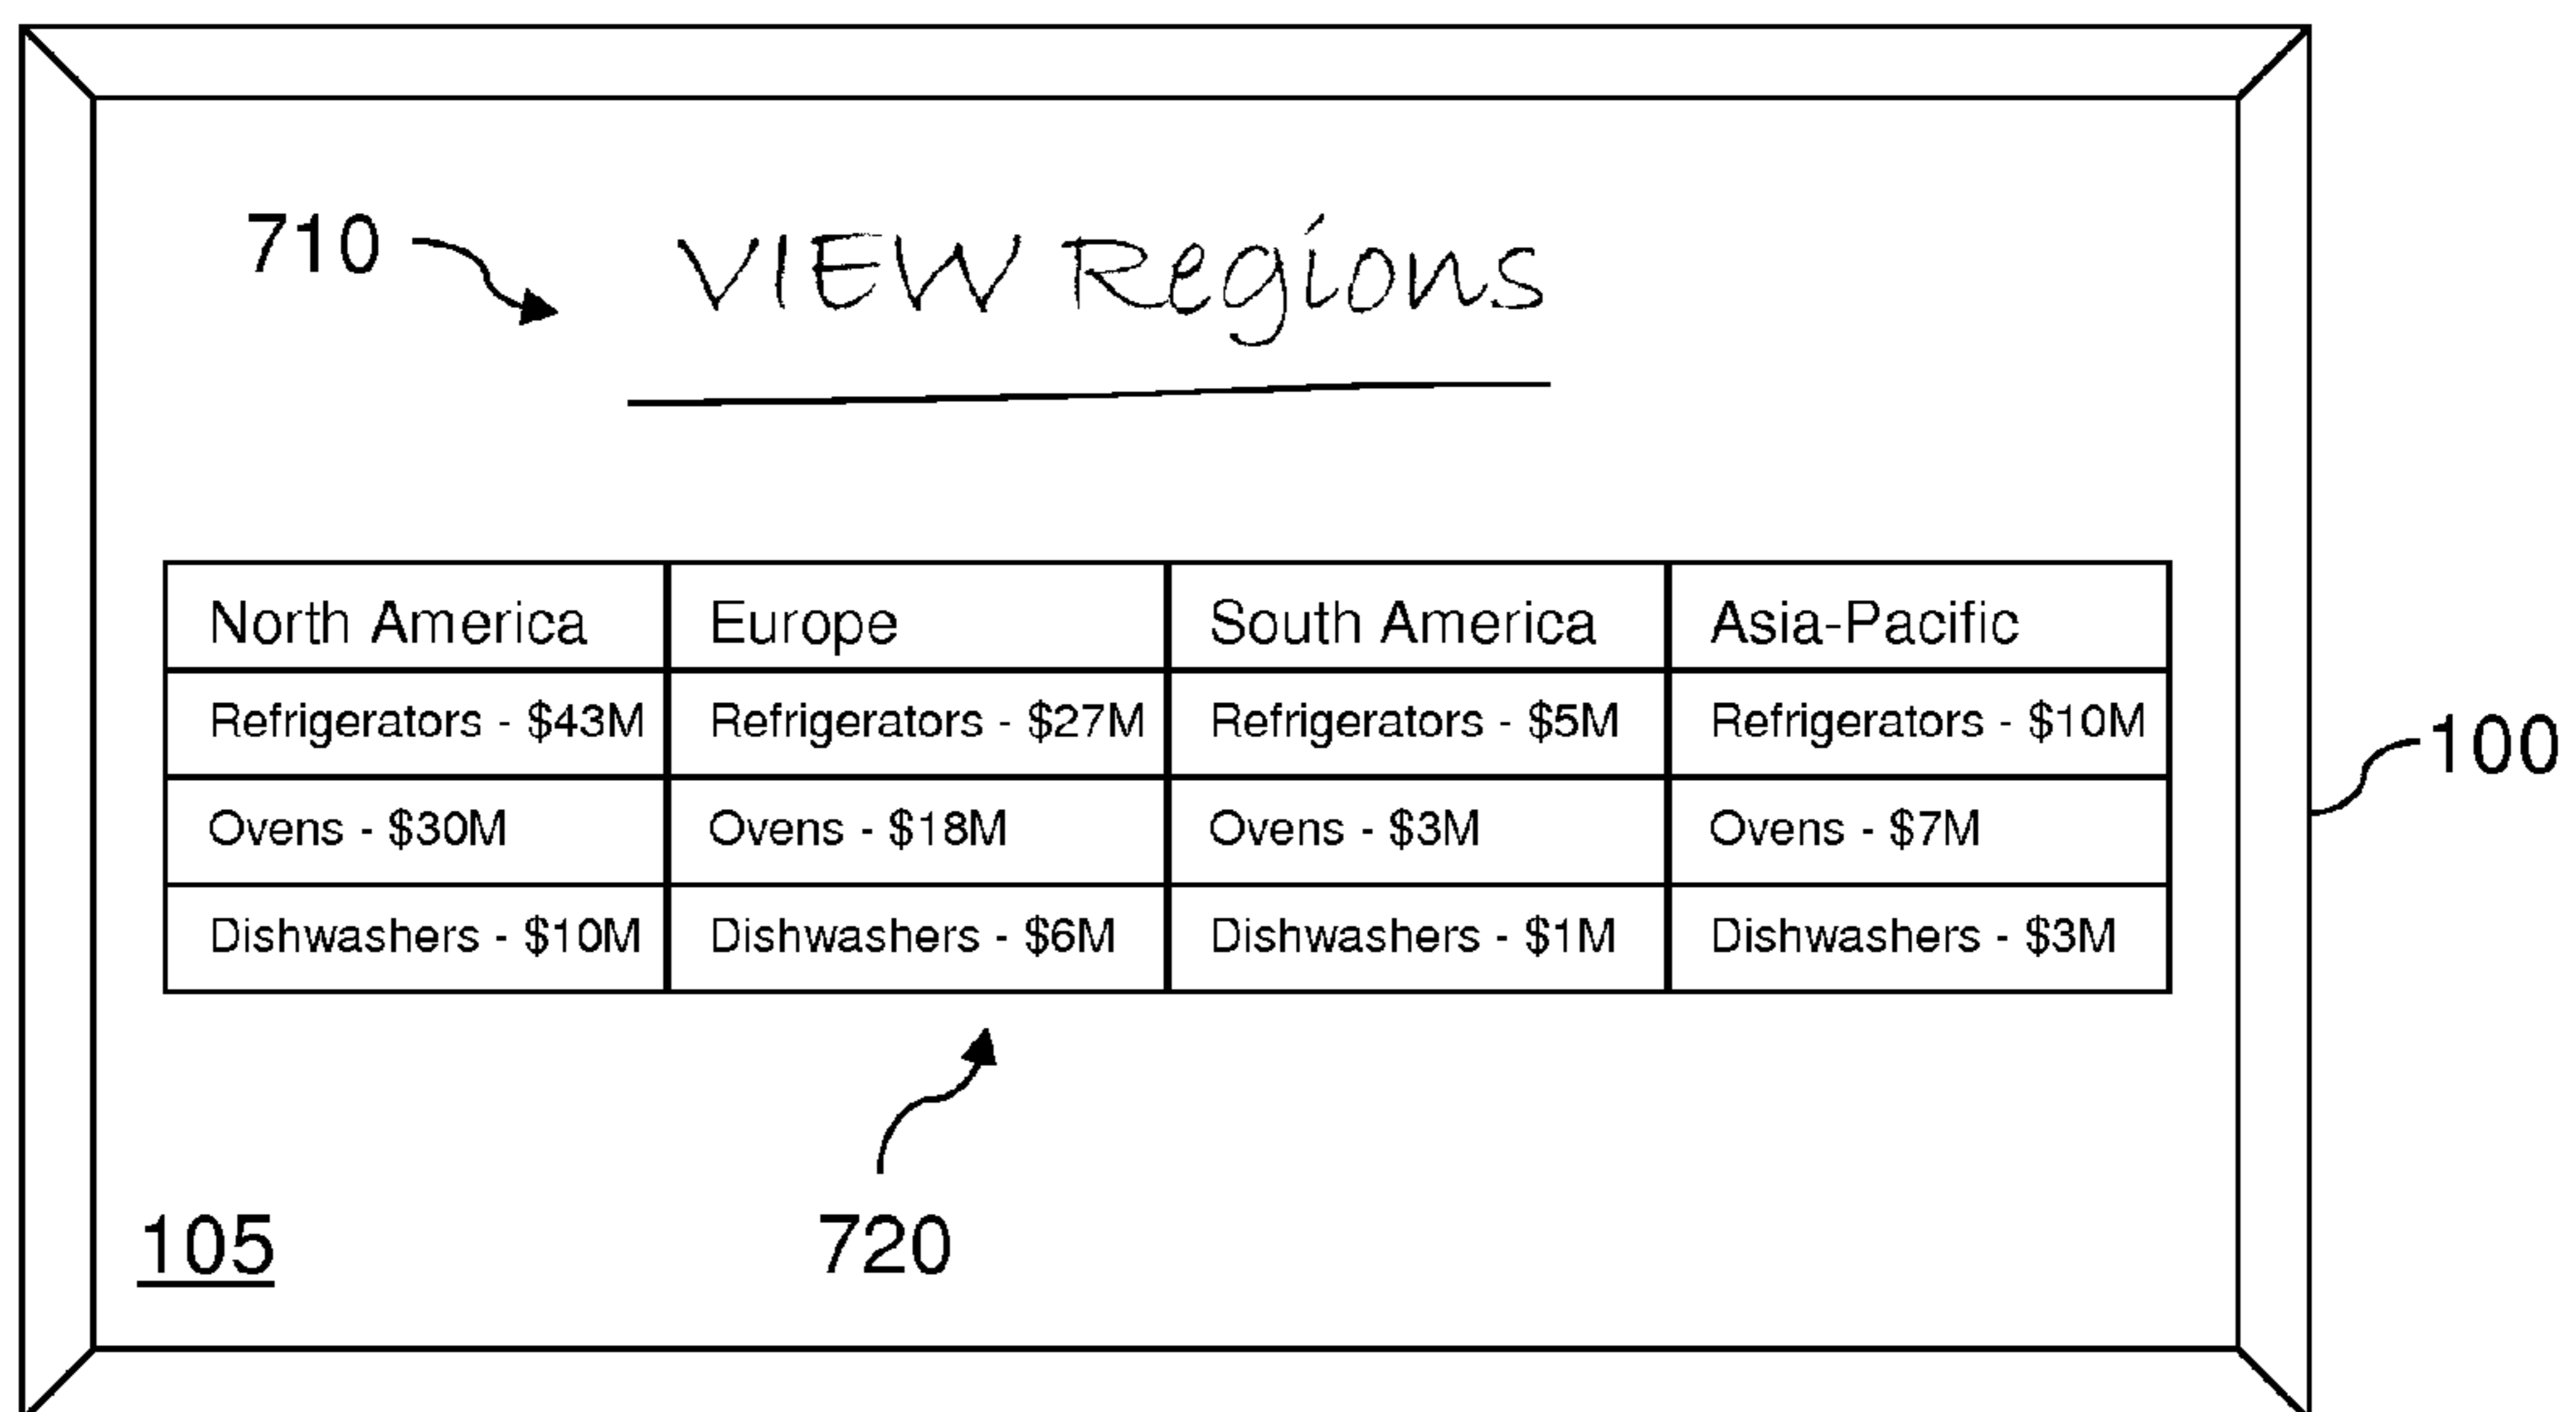 710 VIEW Regions
North America Europe South America Asia-Pacific
Refrigerators - $43M Refrigerators - $27M Refrigerators - $5M Refrigerators - $10M
100
Ovens - $30M Ovens - $18M Ovens - $3M Ovens - $7M
Dishwashers - $10M Dishwashers - $6M Dishwashers - $1M Dishwashers - $3M
105 720